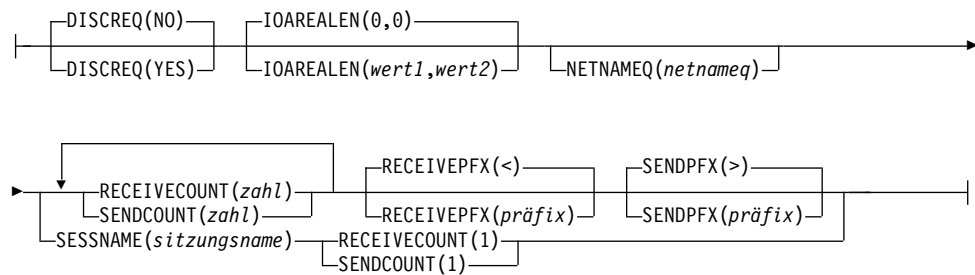 DISCREQ(NO) IOAREALEN(0,0)
DISCREQ(YES) IOAREALEN(wert1,wert2) NETNAMEQ(netnameq)
RECEIVEPFX(<) SENDPFX(>)
RECEIVECOUNT(zahl)
SENDCOUNT(zahl) RECEIVEPFX(präfix) SENDPFX(präfix)
SESSNAME(sitzungsname) RECEIVECOUNT(1)
SENDCOUNT(1)